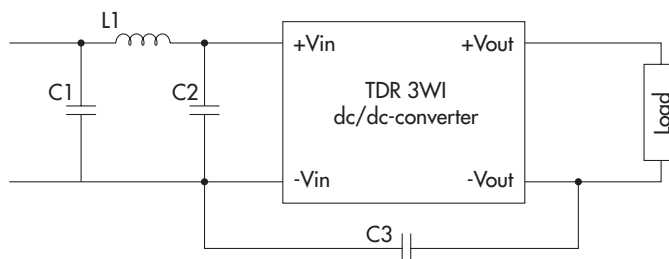 L1
+Vin
+Vout
C1
C2
TDR 3WI
dc/dc-converter
Load
-Vin
-Vout
C3